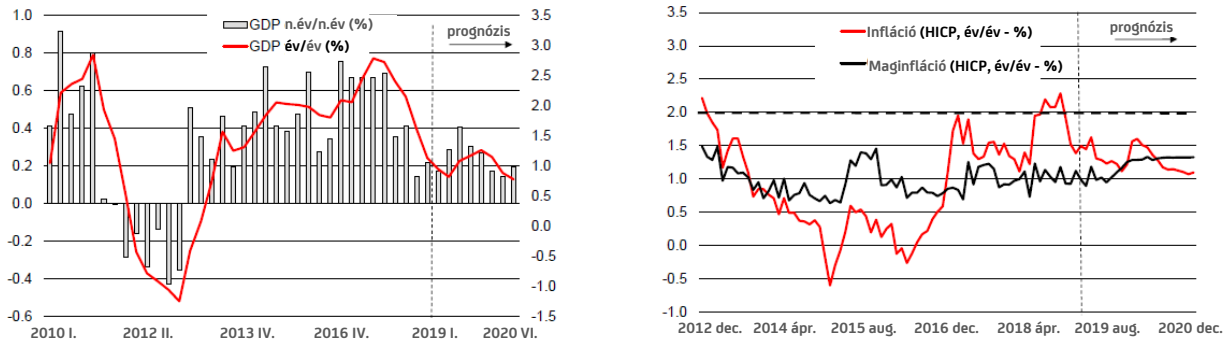 GDP n.év/n.év (%)
GDP év/év (%)
prognózis
1.0
0.8
0.6
0.4
0.2
0.0
-0.2
-0.4
-0.6
3.5
3.0
2.5
2.0
1.5
1.0
0.5
0.0
-0.5
-1.0
-1.5
2010 I.
2012 II.
2013 IV.
2016 IV.
2019 I.
2020 VI.
Infláció (HICP, év/év - %)
Maginfláció (HICP, év/év - %)
prognózis
3.5
3.0
2.5
2.0
1.5
1.0
0.5
0.0
-0.5
-1.0
2012 dec.
2014 ápr.
2015 aug.
2016 dec.
2018 ápr.
2019 aug.
2020 dec.